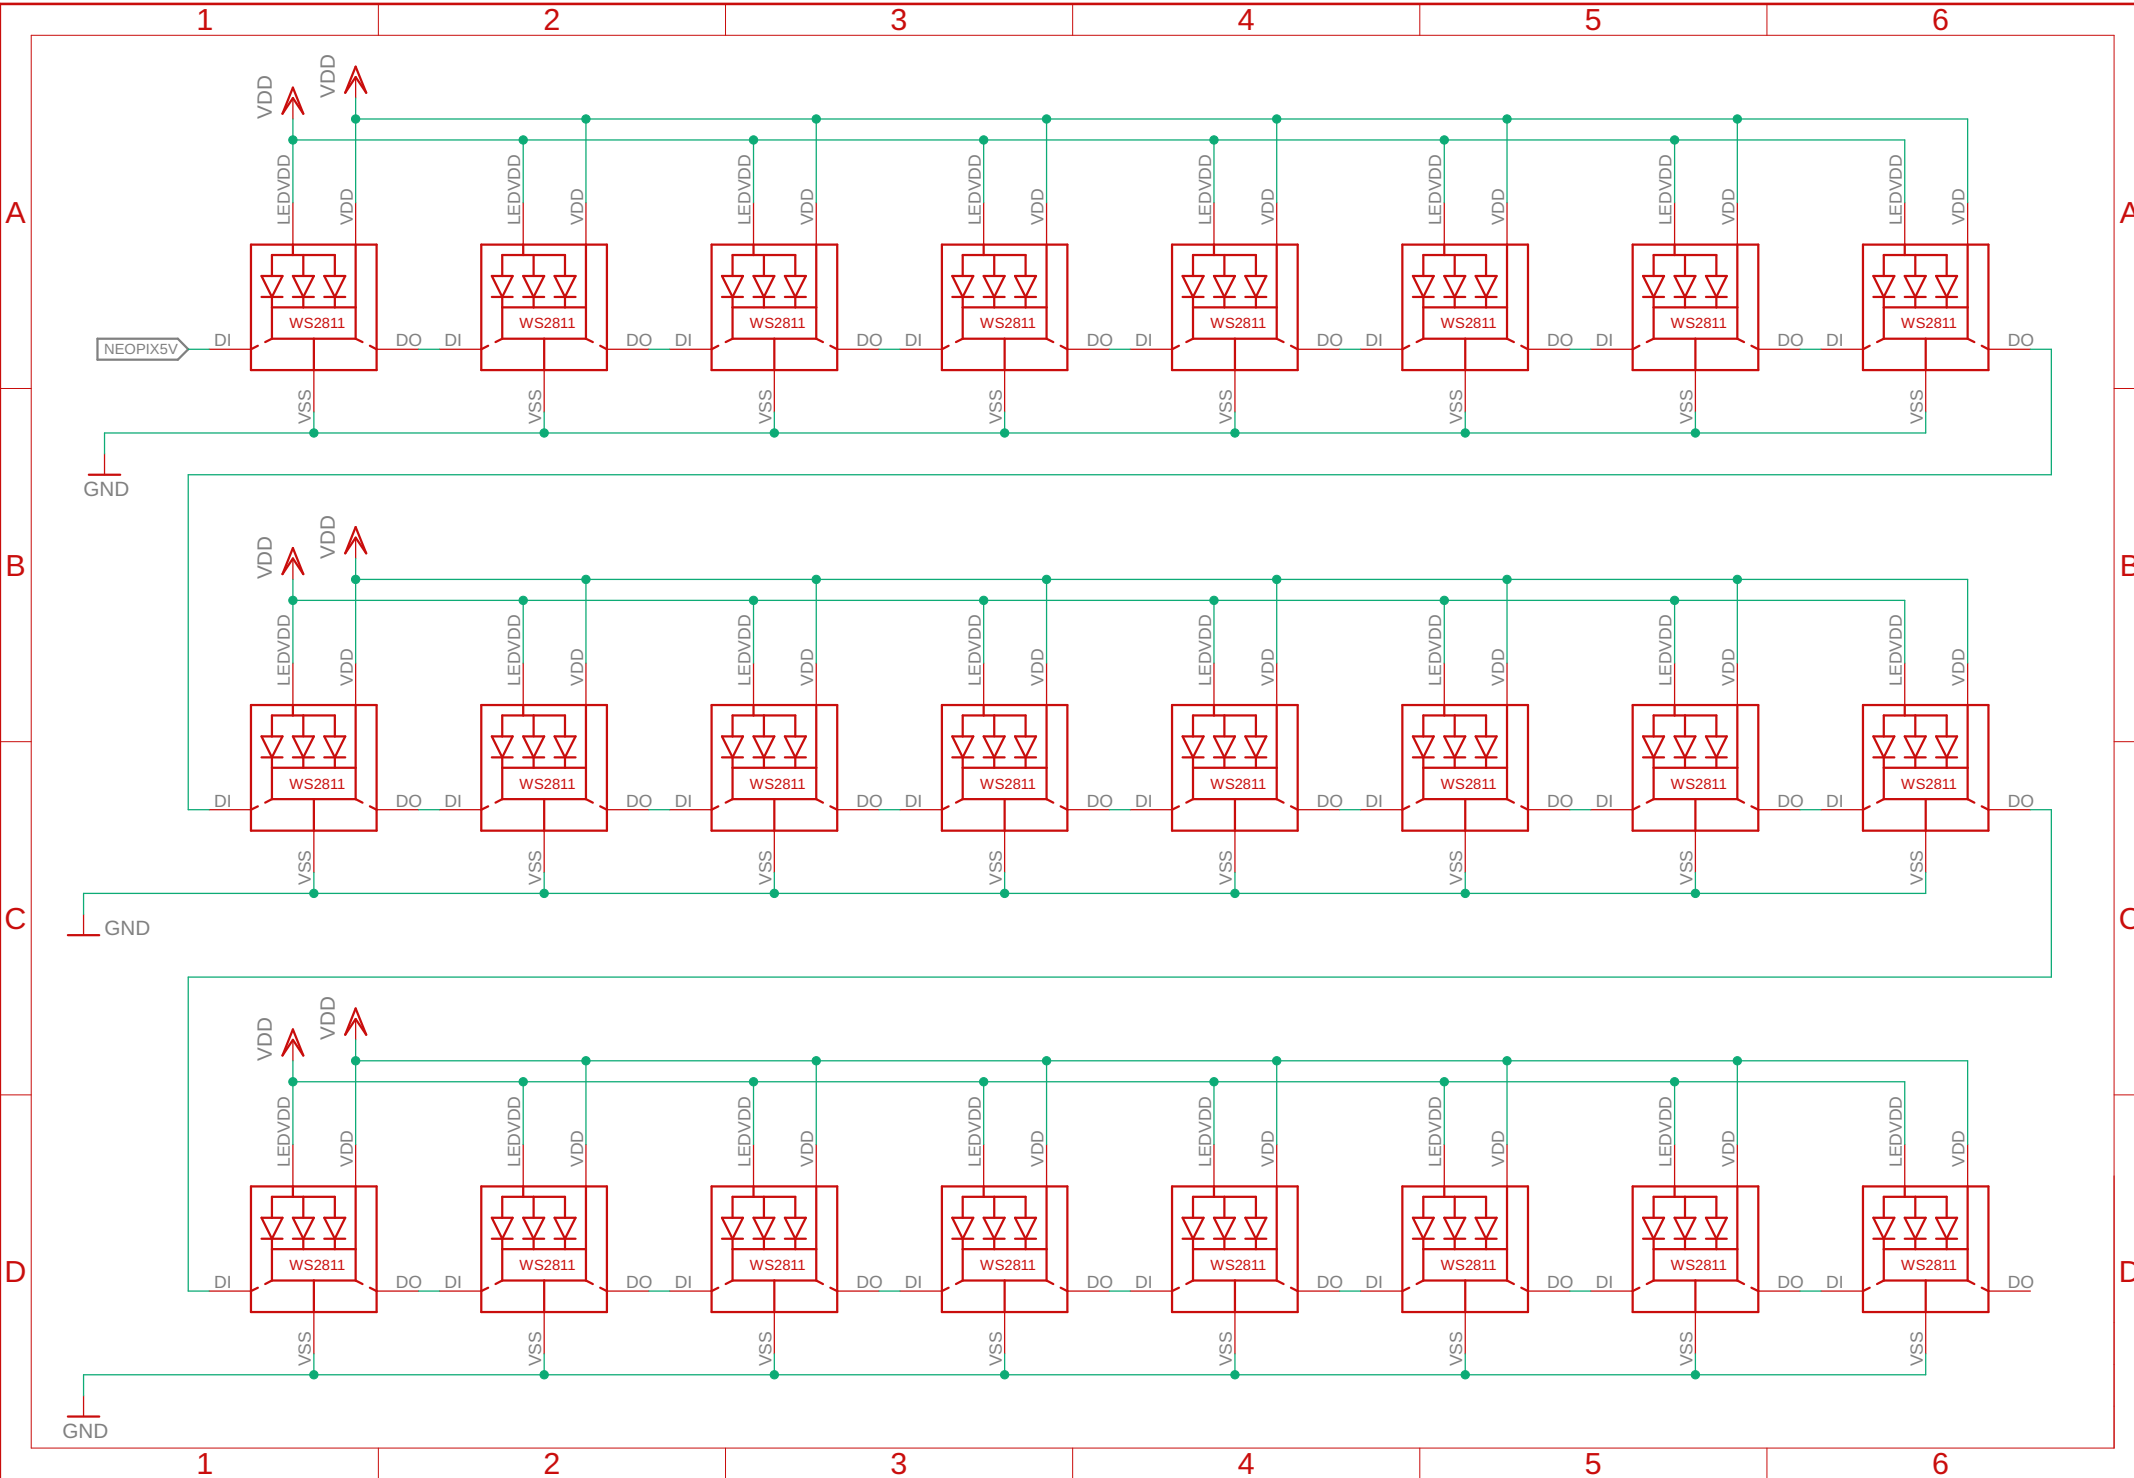 1 2 3 4 5 6
VDD VDD
LEDVDD VDD LEDVDD VDD LEDVDD VDD LEDVDD VDD LEDVDD VDD LEDVDD VDD LEDVDD VDD LEDVDD VDD
A A
WS2811 WS2811 WS2811 WS2811 WS2811 WS2811 WS2811 WS2811
NEOPIX5V DI DO DI DO DI DO DI DO DI DO DI DO DI DO DI DO
VSS VSS VSS VSS VSS VSS VSS VSS
GND
VDD VDD
B B
LEDVDD VDD LEDVDD VDD LEDVDD VDD LEDVDD VDD LEDVDD VDD LEDVDD VDD LEDVDD VDD LEDVDD VDD
WS2811 WS2811 WS2811 WS2811 WS2811 WS2811 WS2811 WS2811
DI DO DI DO DI DO DI DO DI DO DI DO DI DO DI DO
VSS VSS VSS VSS VSS VSS VSS VSS
C C
GND
VDD VDD
LEDVDD VDD LEDVDD VDD LEDVDD VDD LEDVDD VDD LEDVDD VDD LEDVDD VDD LEDVDD VDD LEDVDD VDD
WS2811 WS2811 WS2811 WS2811 WS2811 WS2811 WS2811 WS2811
D D
DI DO DI DO DI DO DI DO DI DO DI DO DI DO DI DO
VSS VSS VSS VSS VSS VSS VSS VSS
GND
1 2 3 4 5 6